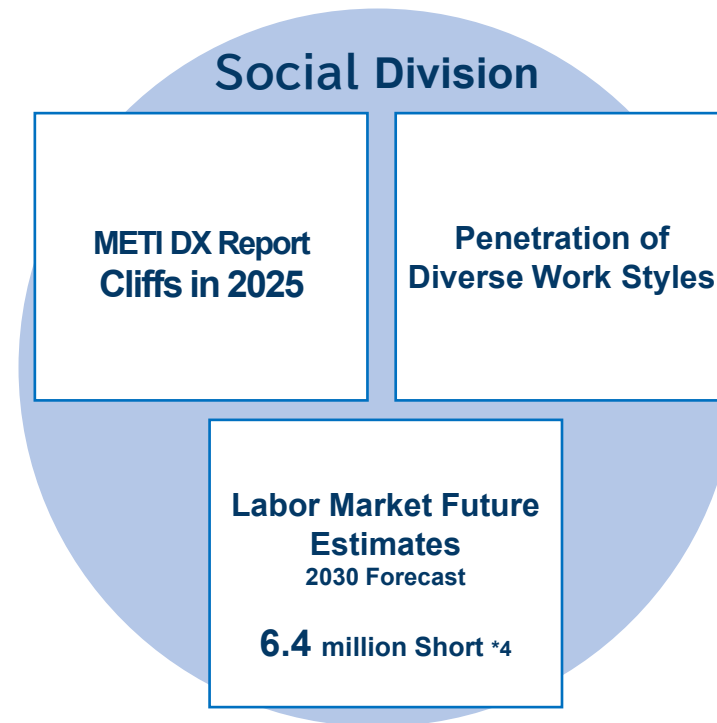 Social Division
METI DX Report
Cliffs in 2025
Penetration of
Diverse Work Styles
Labor Market Future
Estimates
2030 Forecast
6.4 million Short *4